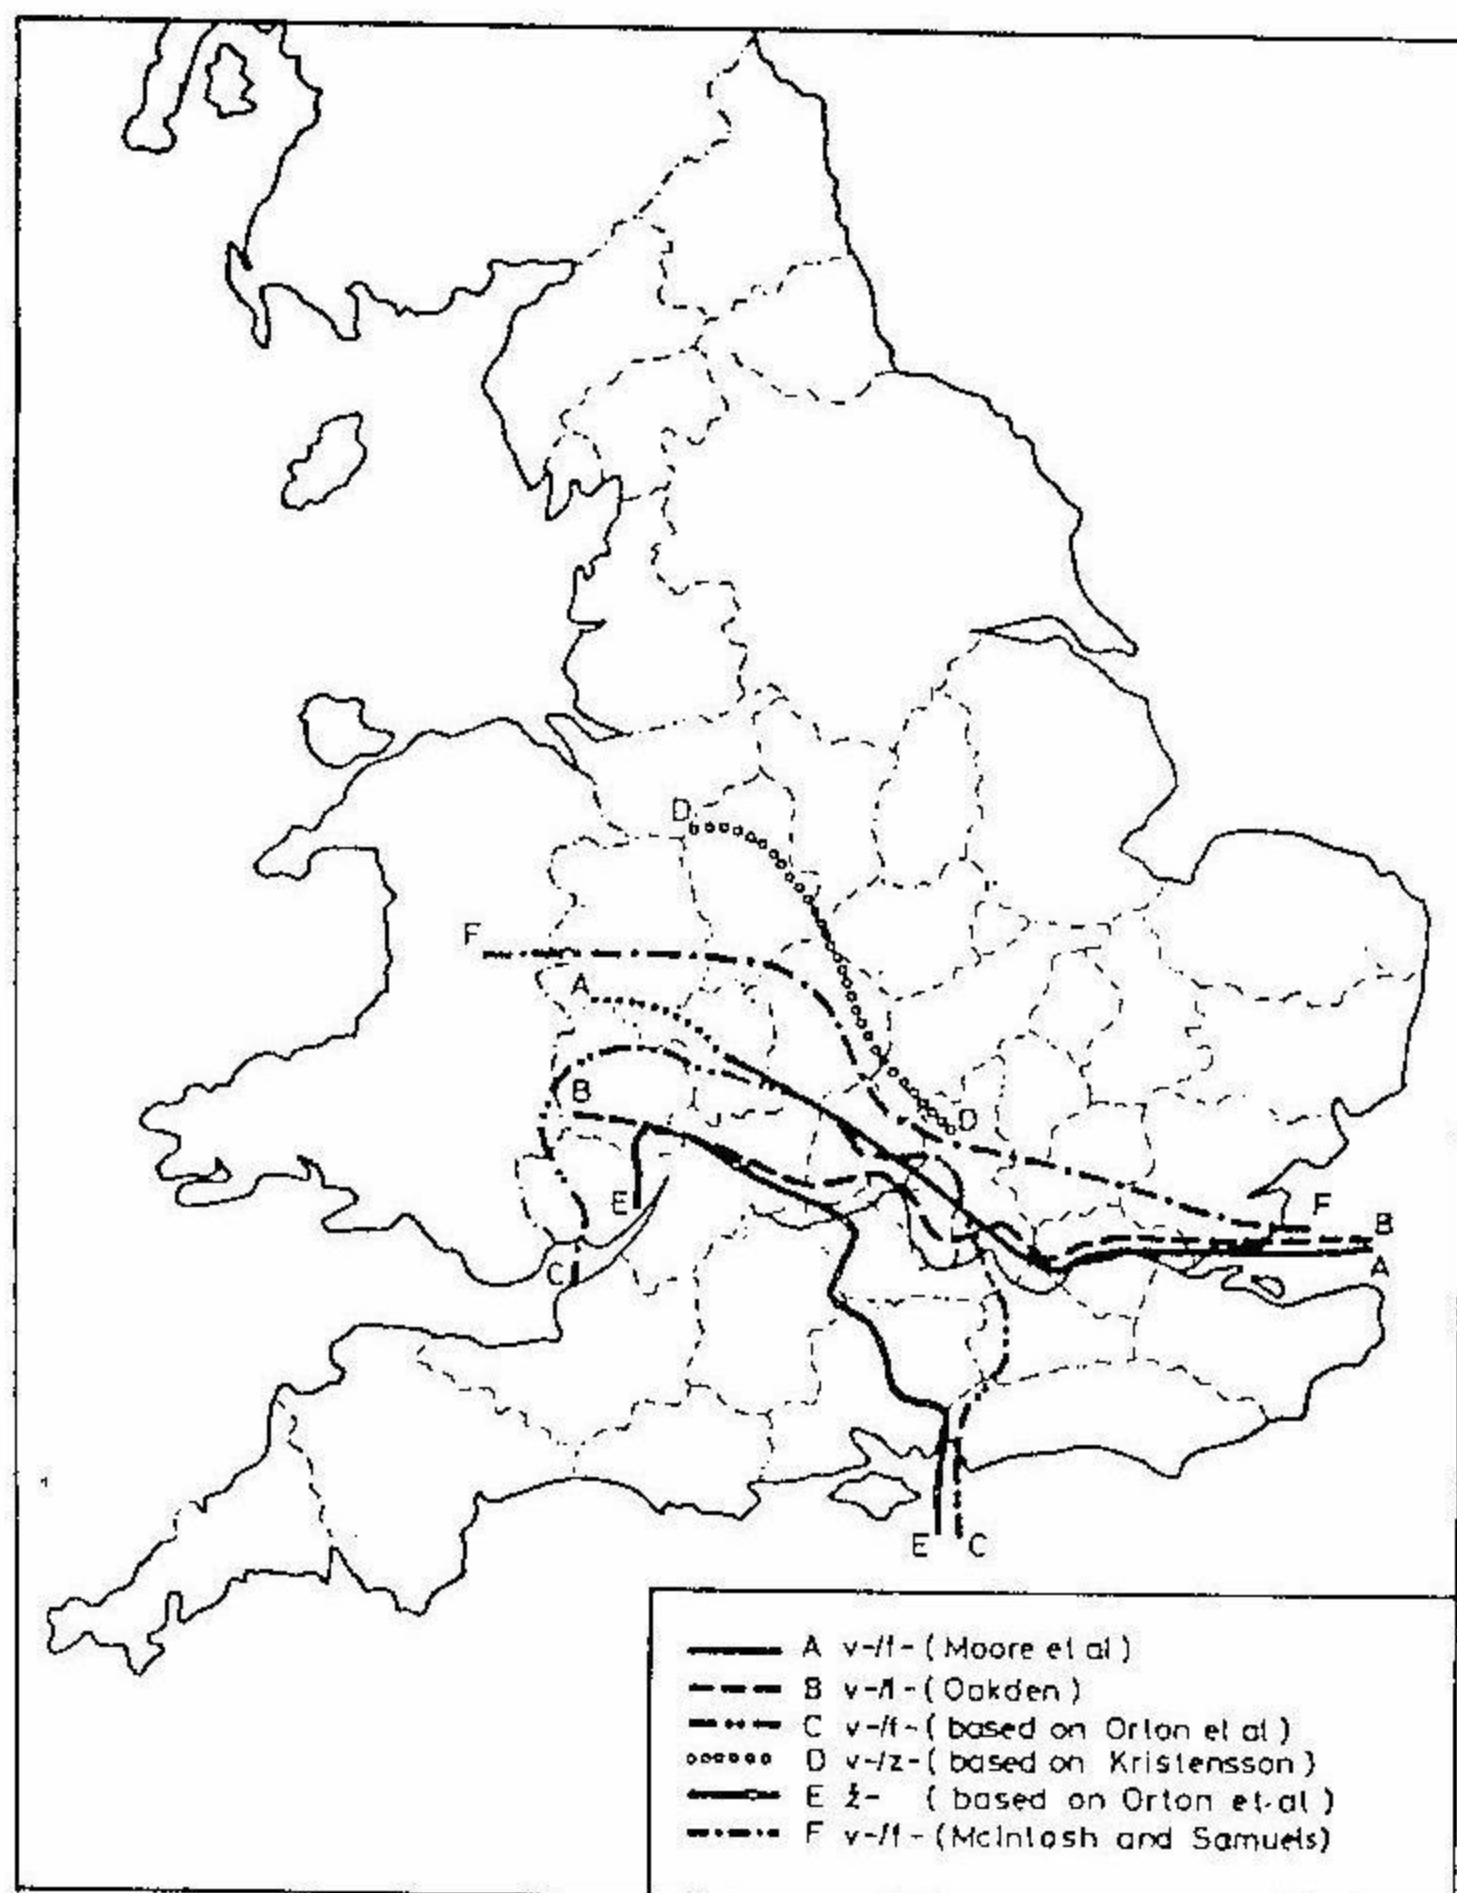 D
F
A
B
D
E
F
B
C
A
E C
A v-/f- (Moore et al)
B v-/f- (Oakden)
C v-/f- (based on Orton et al)
D v-/z- (based on Kristensson)
E ž- (based on Orton et al)
F v-/f- (McIntosh and Samuels)